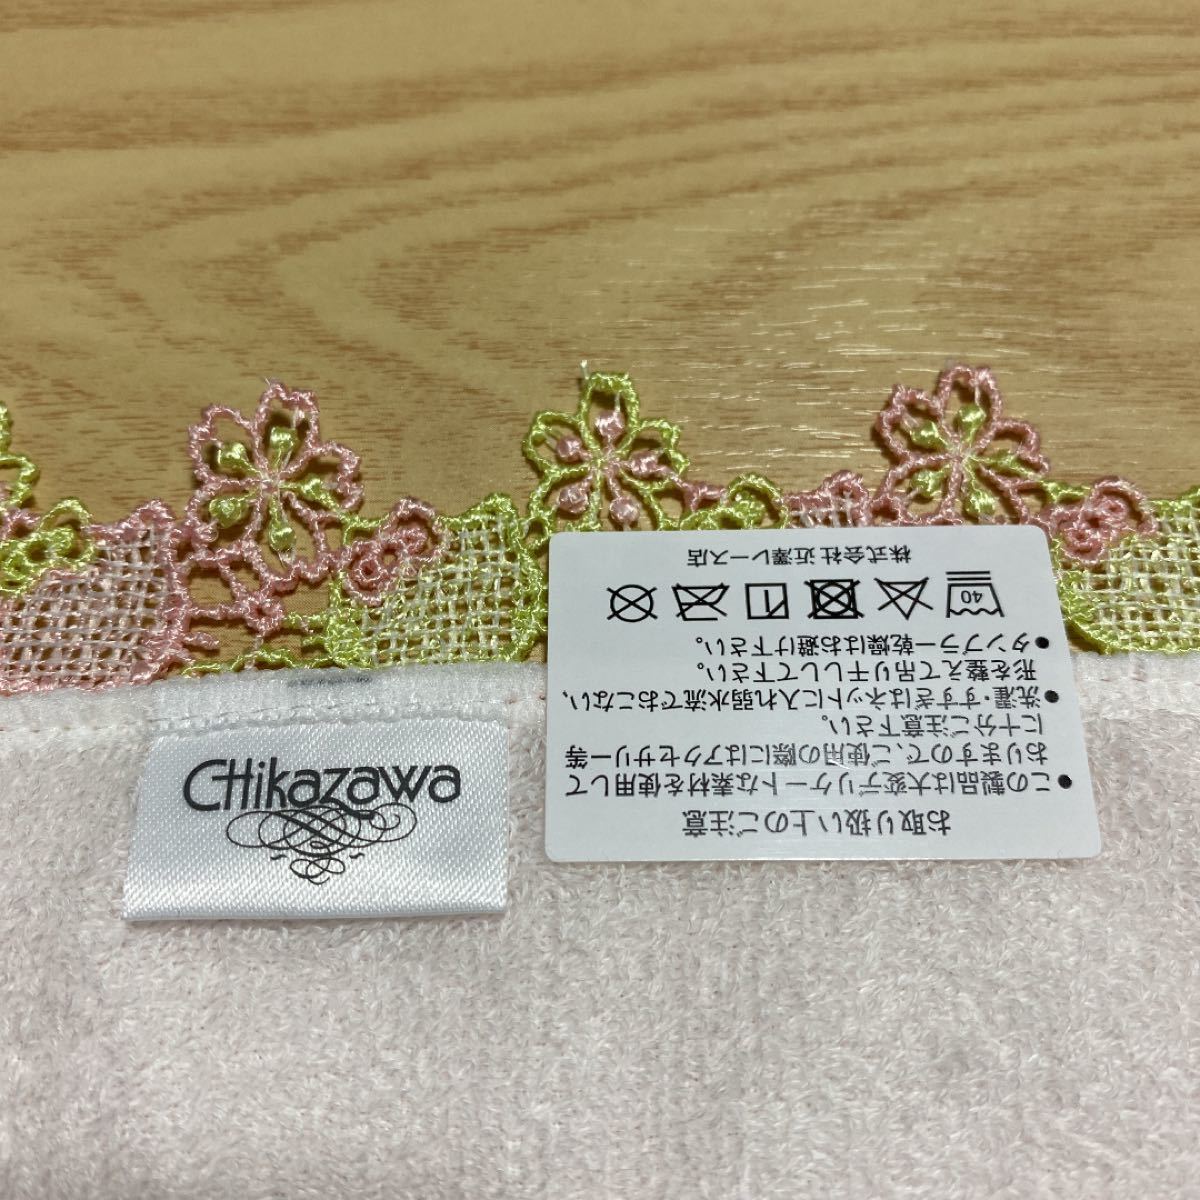 CHikazawa
お取り扱い上のご注意
●この製品は大変デリケートな素材を使用して
おりますので、ご使用の際にはアクセサリー等
に十分ご注意下さい。
●洗濯・すすぎはネットに入れ弱水流でおこない、
形を整えて吊り干しして下さい。
●タンブラー乾燥はお避け下さい。
40
株式会社 近澤レース店